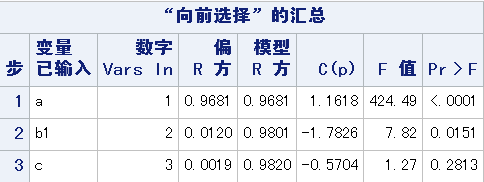 “向前选择”的汇总
步 变量 已输入 数字 Vars In 偏 R 方 模型 R 方 C(p) F 值 Pr > F
1 a 1 0.9681 0.9681 1.1618 424.49 <.0001
2 b1 2 0.0120 0.9801 -1.7826 7.82 0.0151
3 c 3 0.0019 0.9820 -0.5704 1.27 0.2813